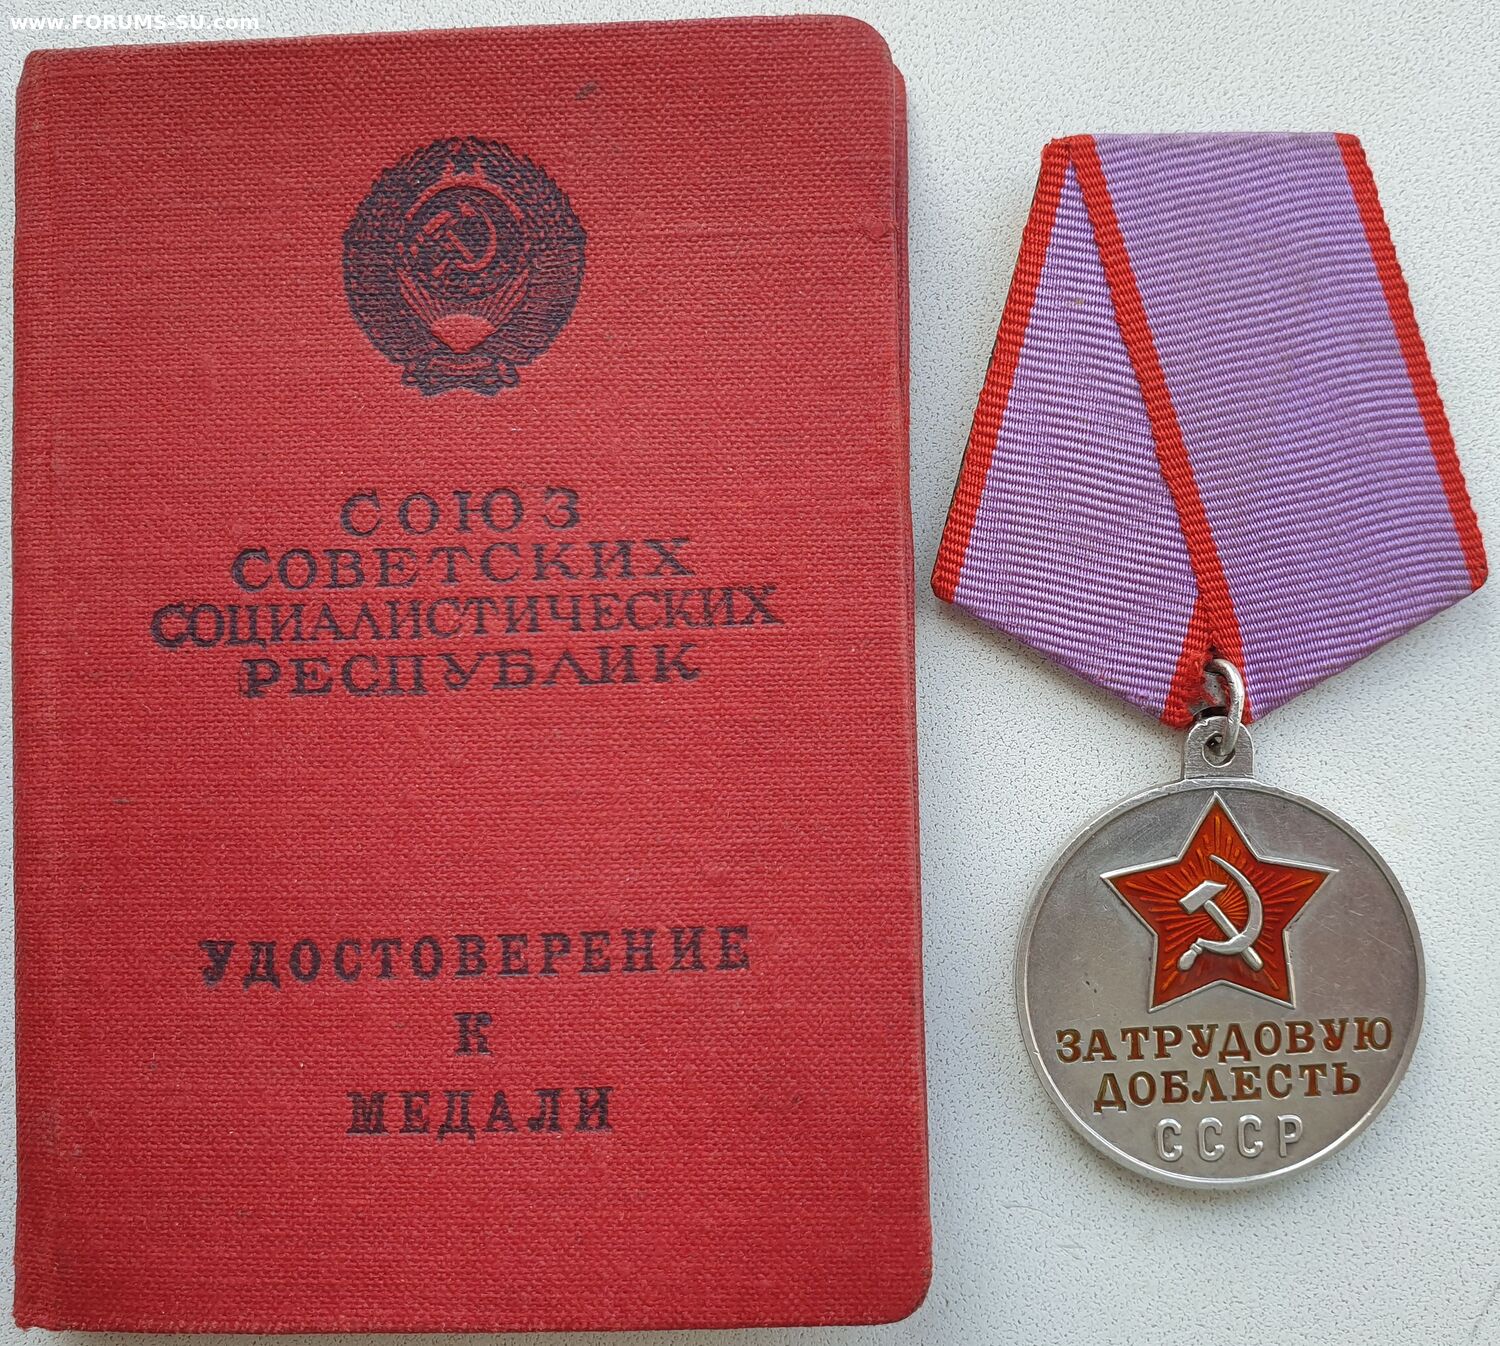 www.FORUMS-SU.com
СОЮЗ
СОВЕТСКИХ
СОЦИАЛИСТИЧЕСКИХ
РЕСПУБЛИК
УДОСТОВЕРЕНИЕ
К
МЕДАЛИ
ЗА ТРУДОВУЮ
ДОБЛЕСТЬ
СССР